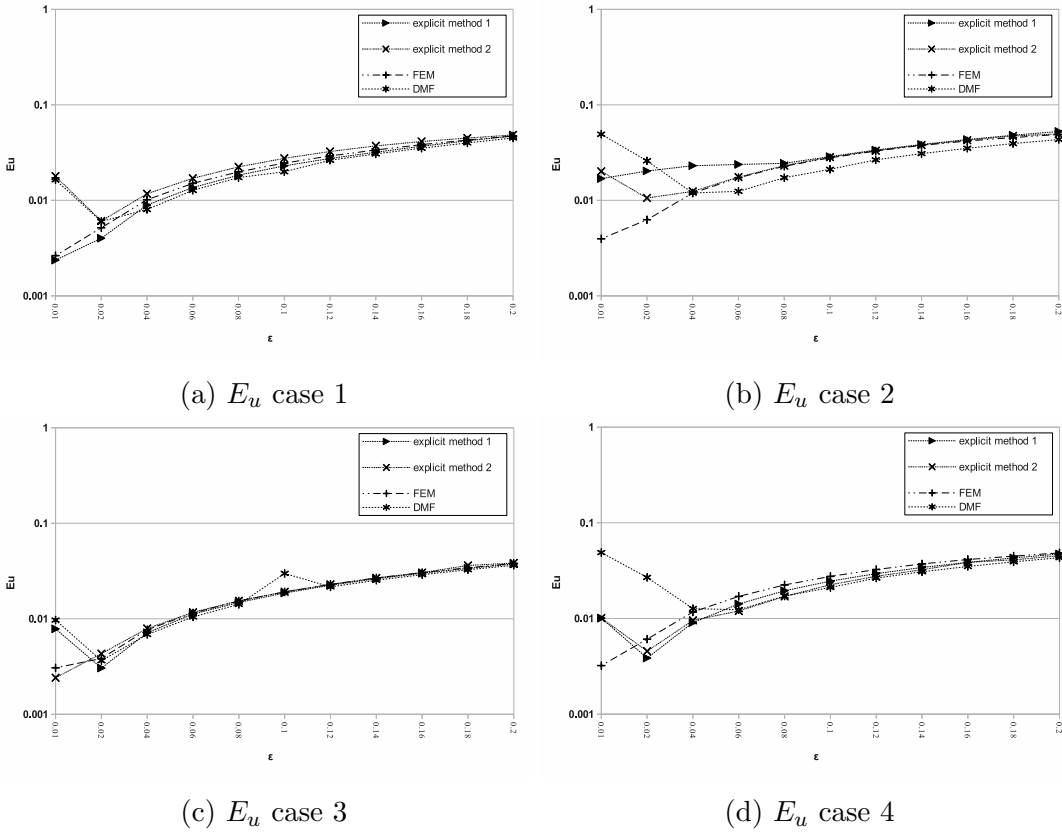 1
0.1
0.01
0.001
Eu
0.01
0.02
0.04
0.06
0.08
0.1
0.12
0.14
0.16
0.18
0.2
ε
explicit method 1
explicit method 2
FEM
DMF
(a) E_u case 1
1
0.1
0.01
0.001
Eu
0.01
0.02
0.04
0.06
0.08
0.1
0.12
0.14
0.16
0.18
0.2
ε
explicit method 1
explicit method 2
FEM
DMF
(b) E_u case 2
1
0.1
0.01
0.001
Eu
0.01
0.02
0.04
0.06
0.08
0.1
0.12
0.14
0.16
0.18
0.2
ε
explicit method 1
explicit method 2
FEM
DMF
(c) E_u case 3
1
0.1
0.01
0.001
Eu
0.01
0.02
0.04
0.06
0.08
0.1
0.12
0.14
0.16
0.18
0.2
ε
explicit method 1
explicit method 2
FEM
DMF
(d) E_u case 4